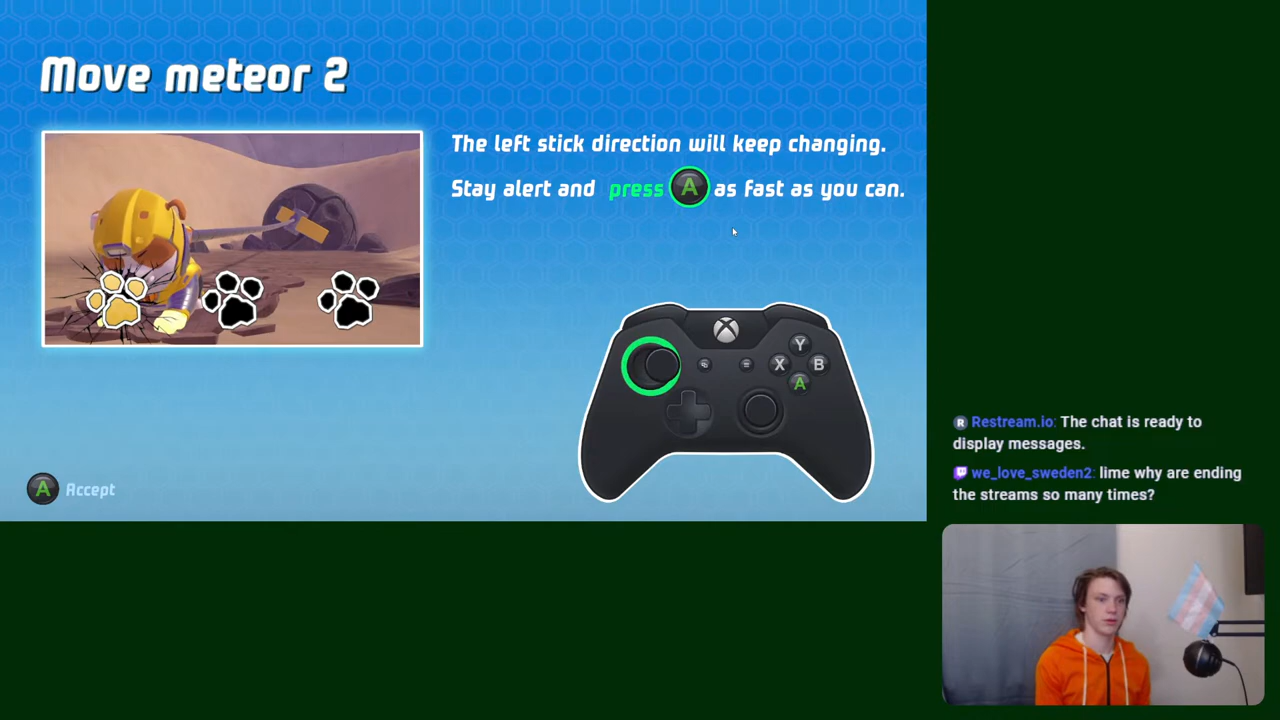 Move meteor 2
The left stick direction will keep changing.
Stay alert and press A as fast as you can.
Y
X B
A
A Accept
R Restream.io: The chat is ready to
display messages.
we_love_sweden2: lime why are ending
the streams so many times?